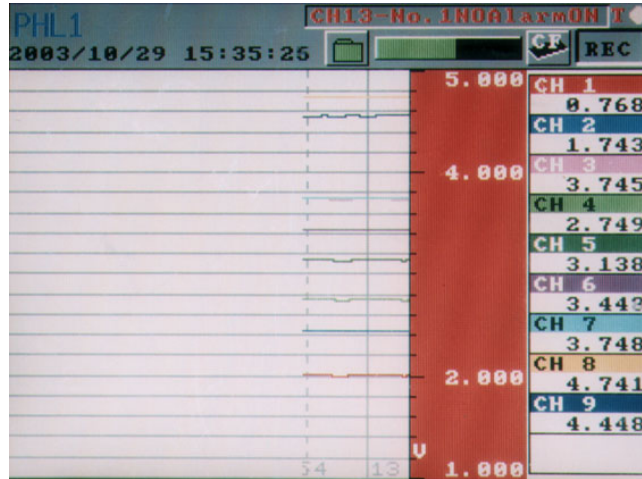 CH13-No.1NOAlarmON T
PHL1
2003/10/29 15:35:26
CF
REC
5.000
4.000
2.000
V
1.000
54
13
CH 1
0.768
CH 2
1.743
CH 3
3.745
CH 4
2.749
CH 5
3.138
CH 6
3.443
CH 7
3.748
CH 8
4.741
CH 9
4.448